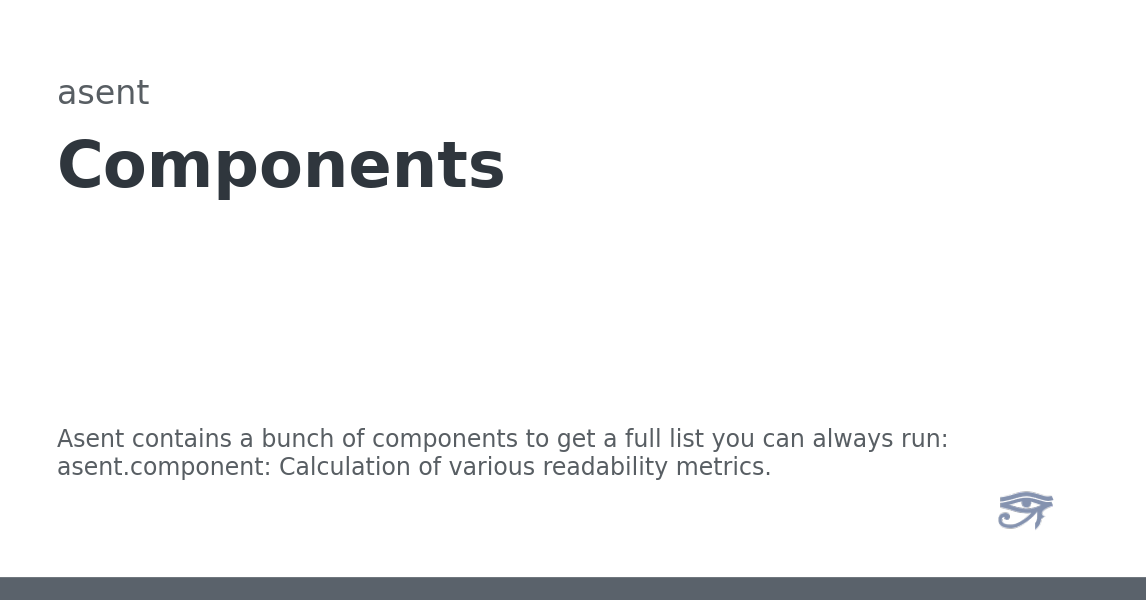 asent
Components
Asent contains a bunch of components to get a full list you can always run:
asent.component: Calculation of various readability metrics.